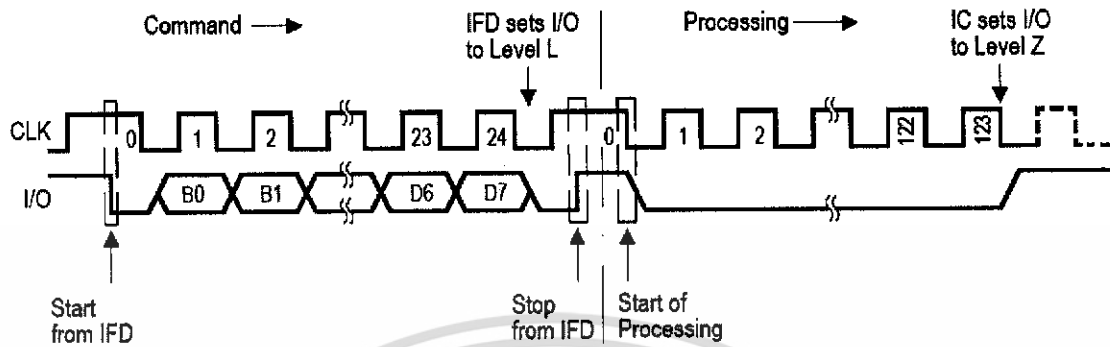 Command
IFD sets I/O
to Level L
Processing
IC sets I/O
to Level Z
CLK
0 1 2 23 24 0 1 2 122 123
I/O
B0 B1 D6 D7
Start
from IFD
Stop
from IFD
Start of
Processing